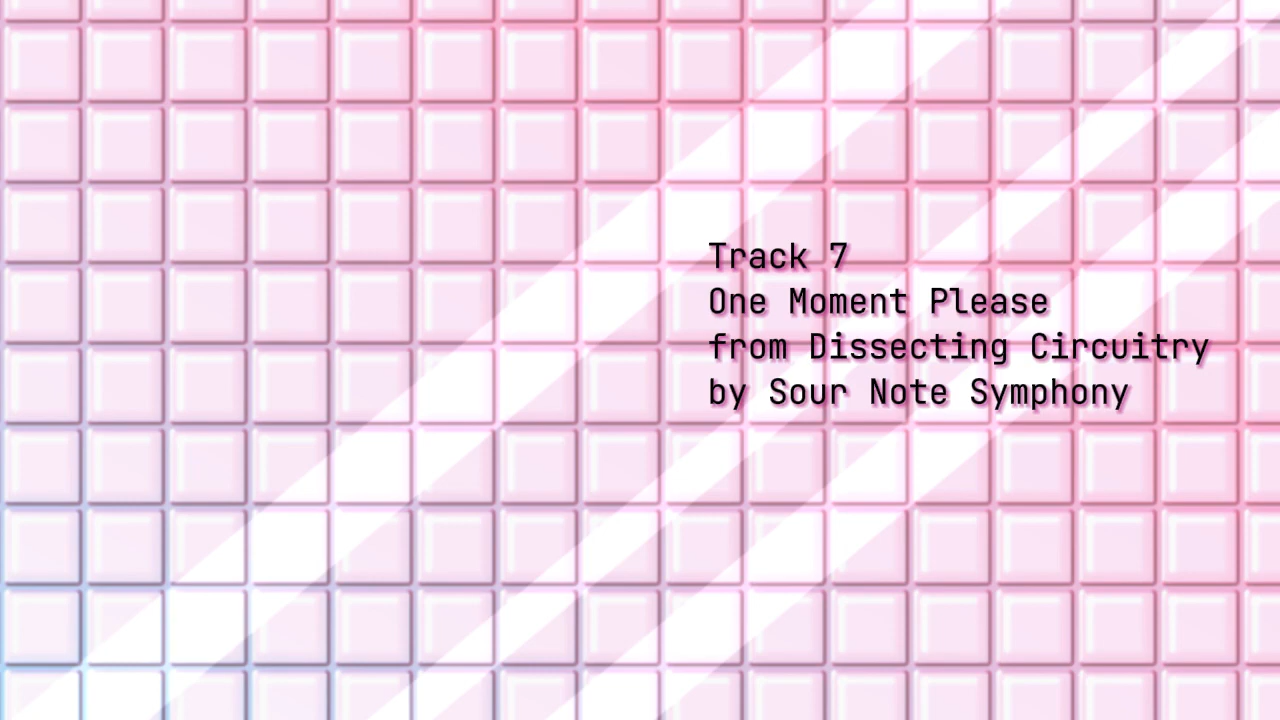 Track 7
One Moment Please
from Dissecting Circuitry
by Sour Note Symphony